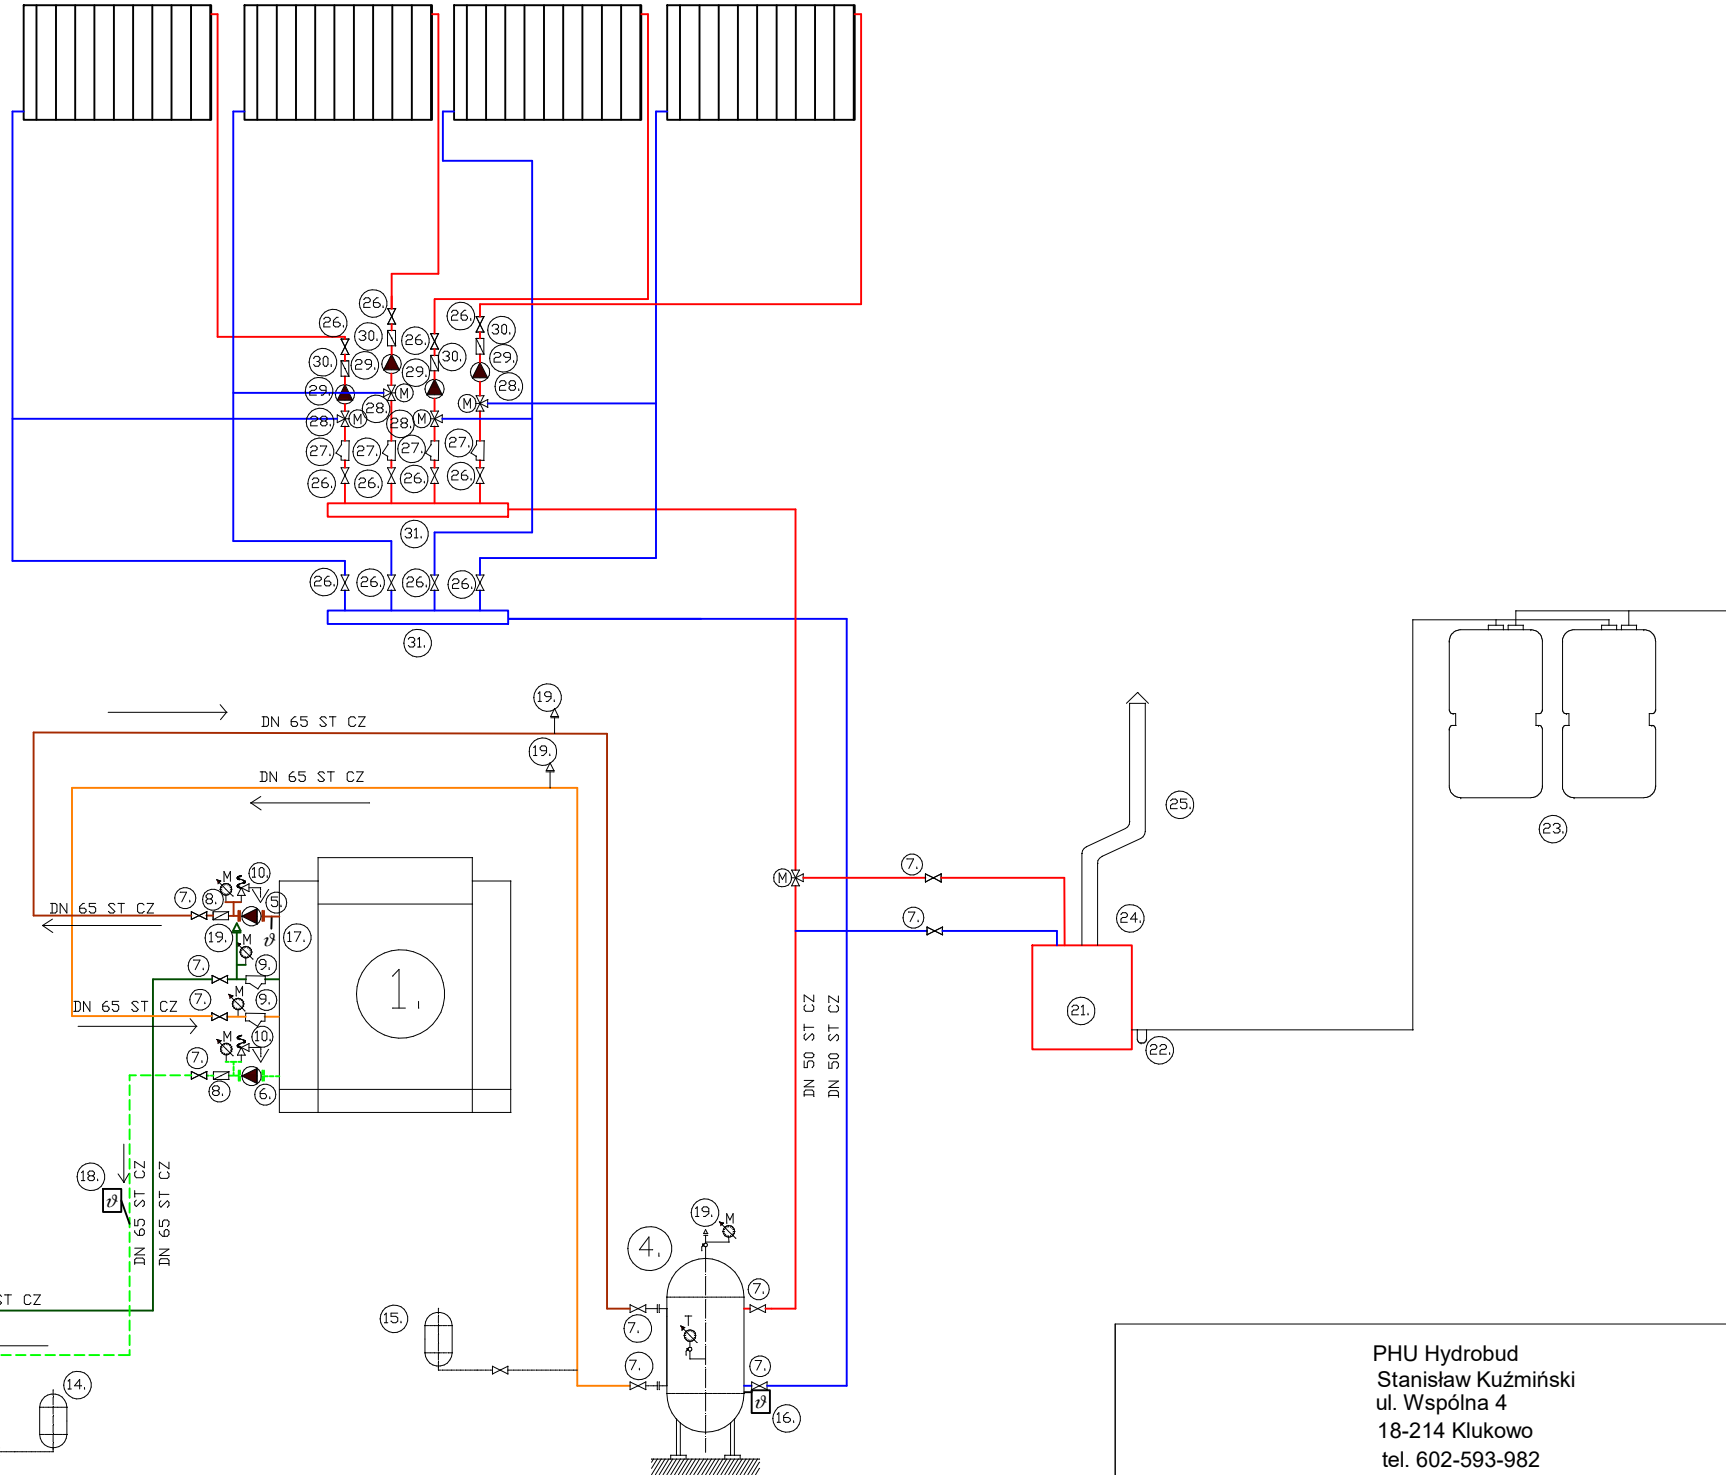 26.
26.
26.
26.
30.
30.
30.
30.
29.
29.
29.
29.
28.
M
M
28.
M
M
28.
28.
27.
27.
27.
27.
26.
26.
26.
26.
31.
26.
26.
26.
26.
31.
19.
DN 65 ST CZ
19.
DN 65 ST CZ
23.
25.
7.
M
M
10.
7.
8.
5.
DN 65 ST CZ
24.
7.
19.
M
ϑ
17.
7.
9.
1.
7.
M
9.
DN 65 ST CZ
21.
M
10.
22.
7.
8.
6.
DN 50 ST CZ
DN 50 ST CZ
18.
ϑ
DN 65 ST CZ
DN 65 ST CZ
19.
M
4.
7.
ST CZ
15.
T
7.
7.
7.
14.
ϑ
16.
PHU Hydrobud
Stanisław Kuźmiński
ul. Wspólna 4
18-214 Klukowo
tel. 602-593-982